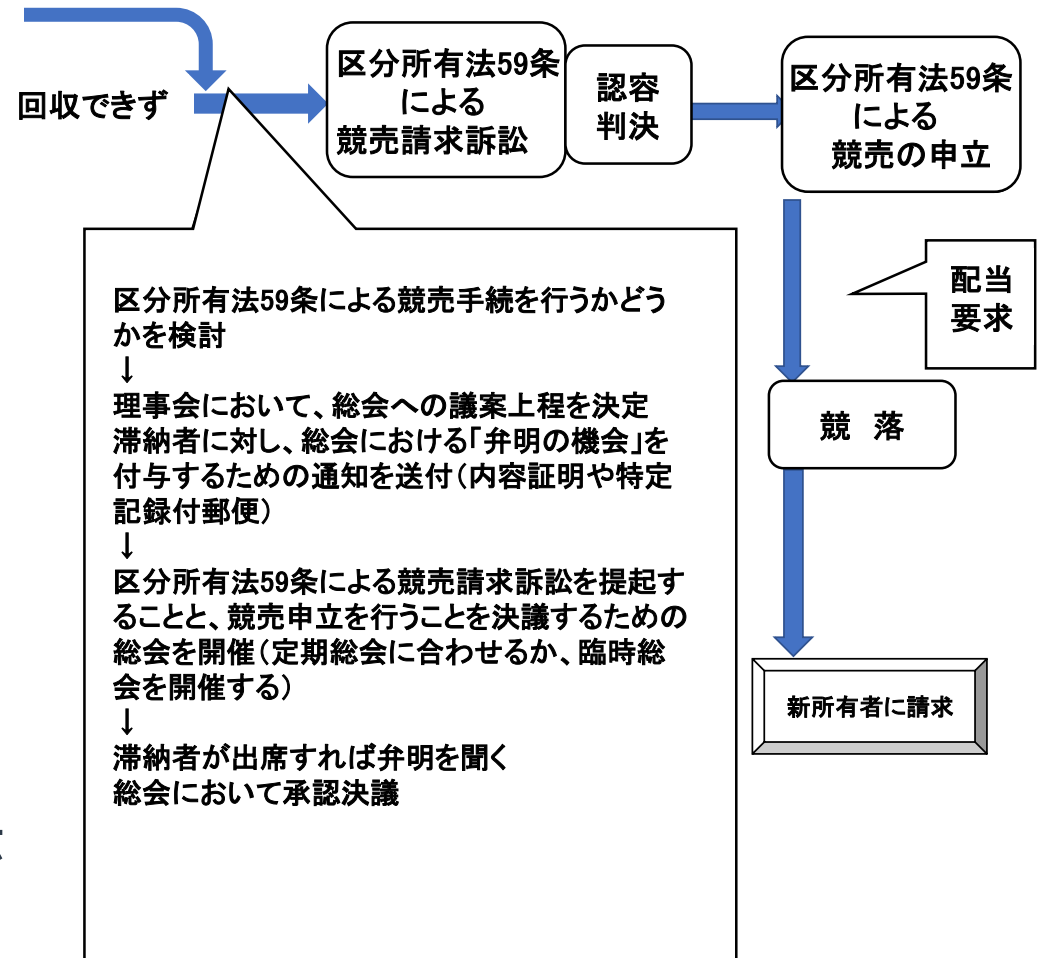 回収できず
区分所有法59条
による
競売請求訴訟
認容
判決
区分所有法59条
による
競売の申立
区分所有法59条による競売手続を行うかどう
かを検討
↓
理事会において、総会への議案上程を決定
滞納者に対し、総会における「弁明の機会」を
付与するための通知を送付(内容証明や特定
記録付郵便)
↓
区分所有法59条による競売請求訴訟を提起す
ることと、競売申立を行うことを決議するための
総会を開催(定期総会に合わせるか、臨時総
会を開催する)
↓
滞納者が出席すれば弁明を聞く
総会において承認決議
配当
要求
競 落
新所有者に請求